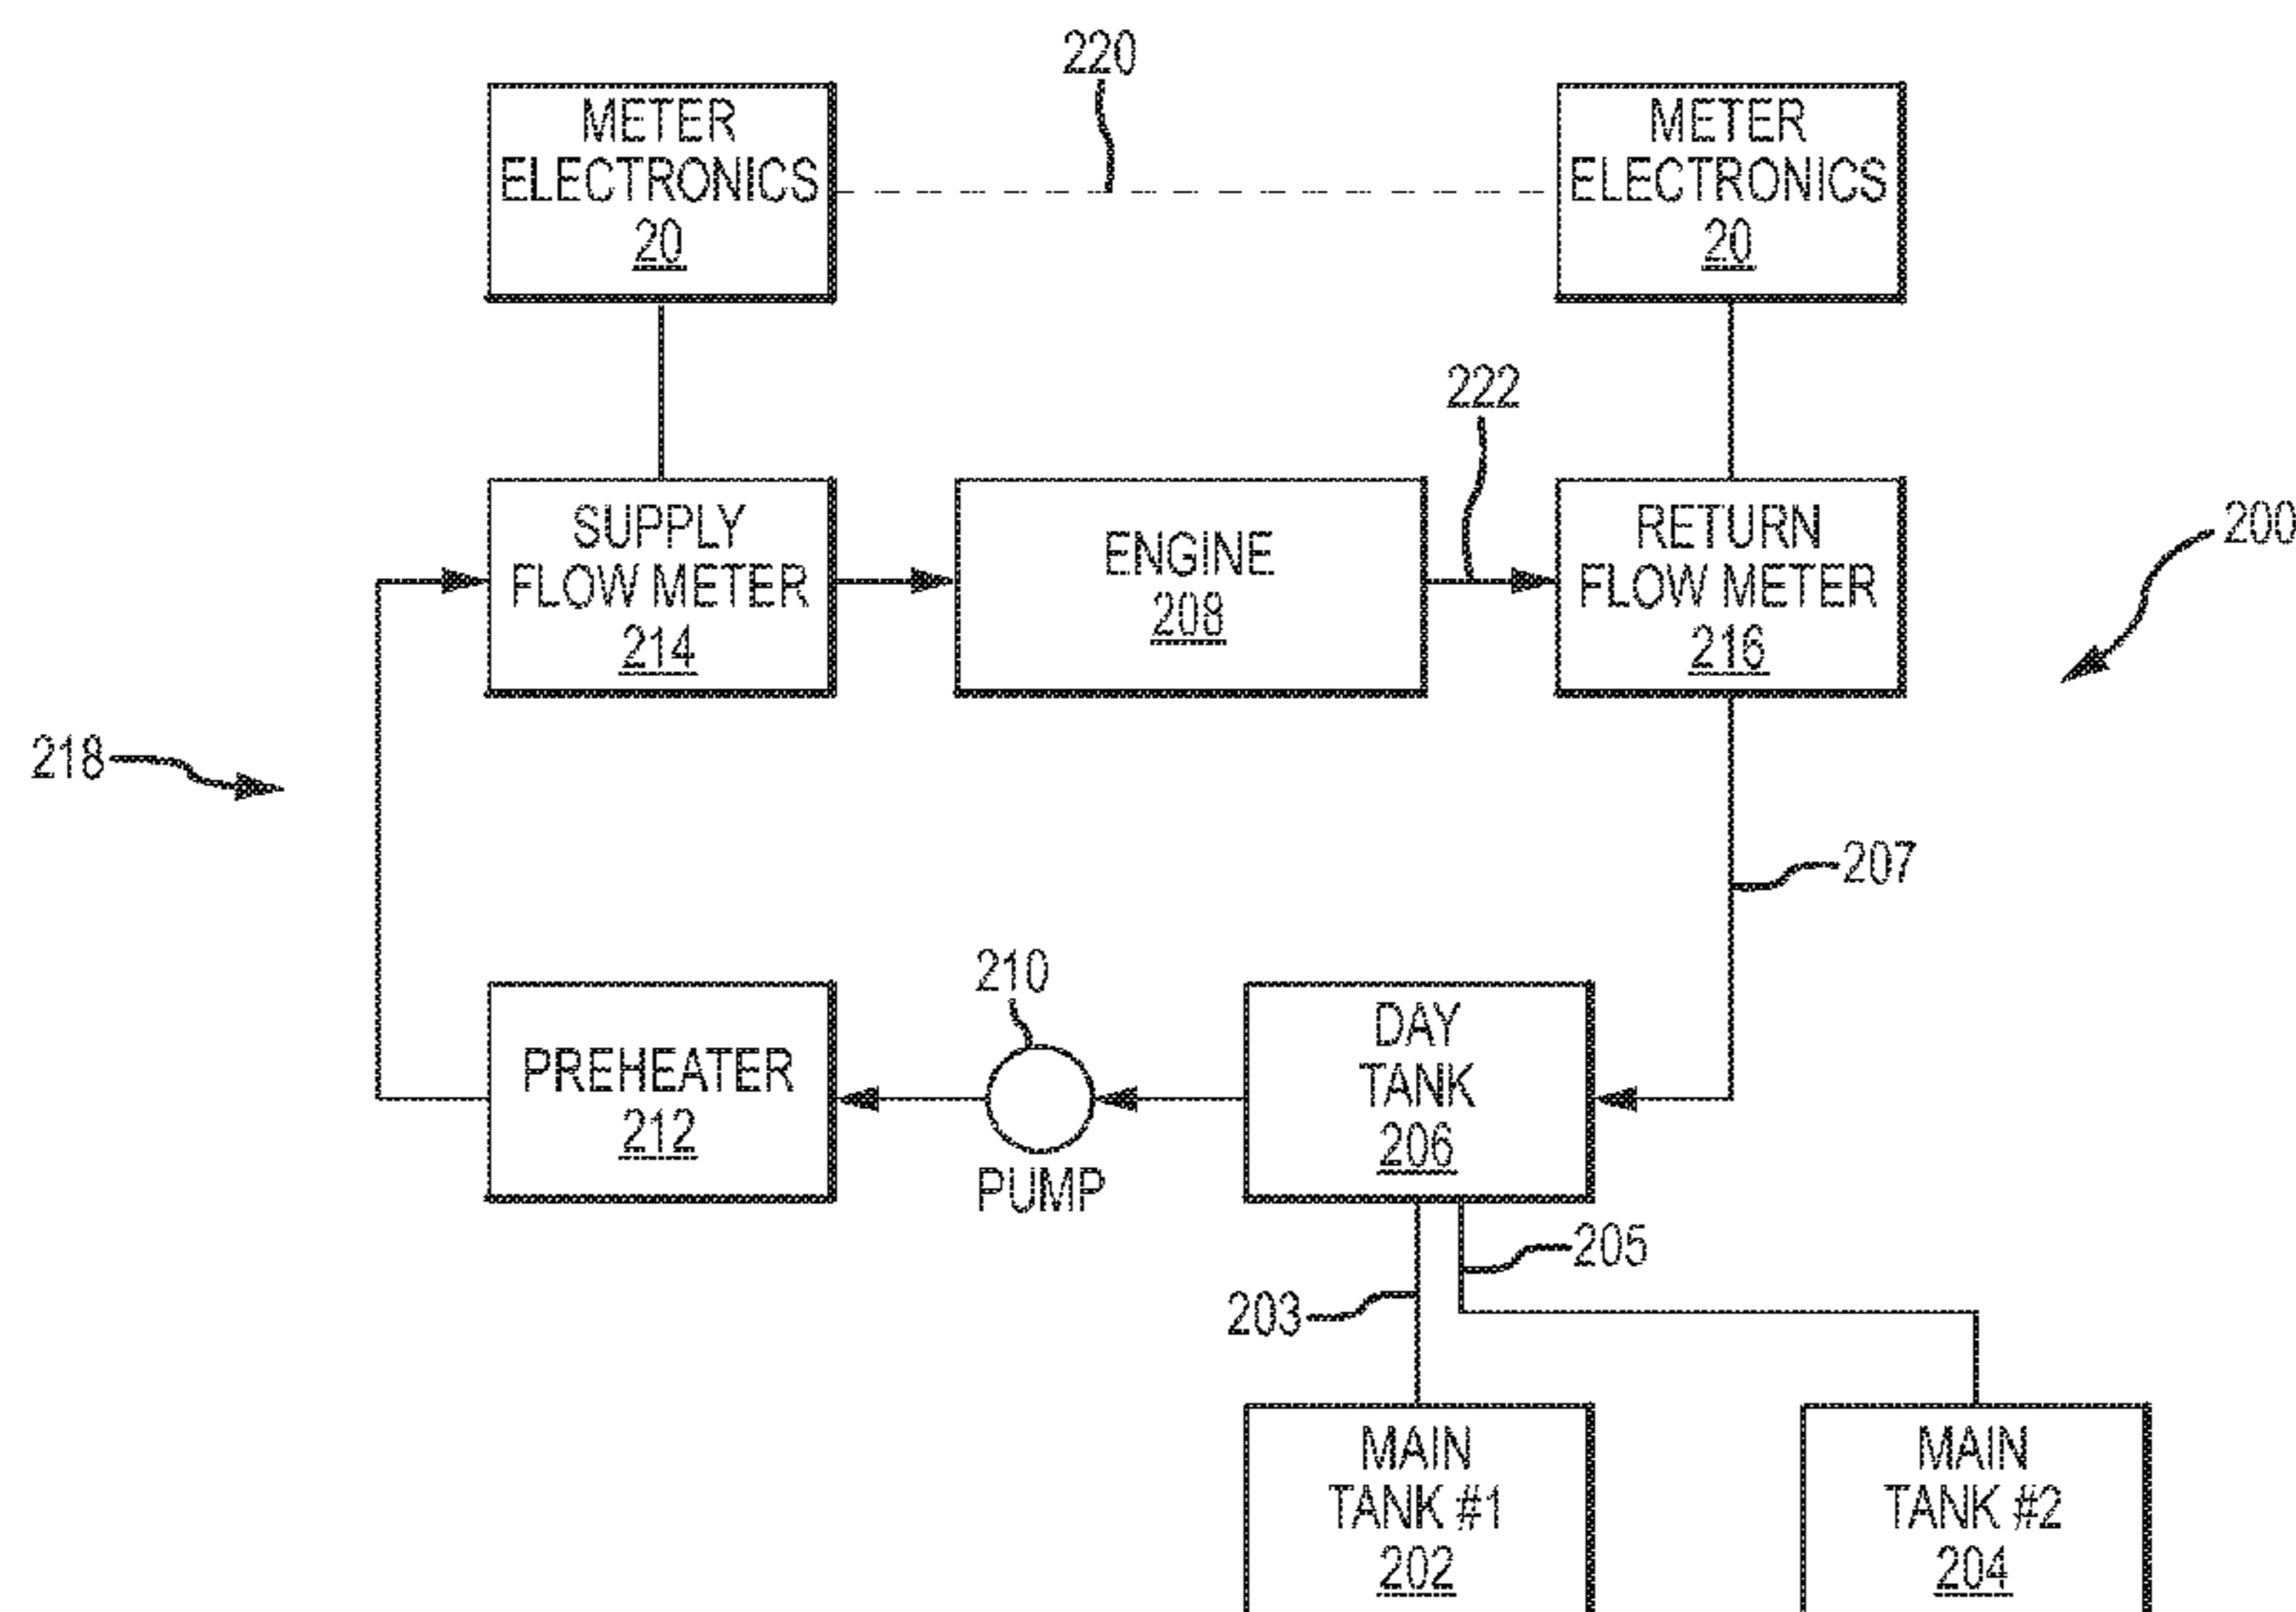 220
METER
ELECTRONICS
20
METER
ELECTRONICS
20
222
SUPPLY
FLOW METER
214
ENGINE
208
RETURN
FLOW METER
216
200
218
207
210
PREHEATER
212
PUMP
DAY
TANK
206
205
203
MAIN
TANK #1
202
MAIN
TANK #2
204